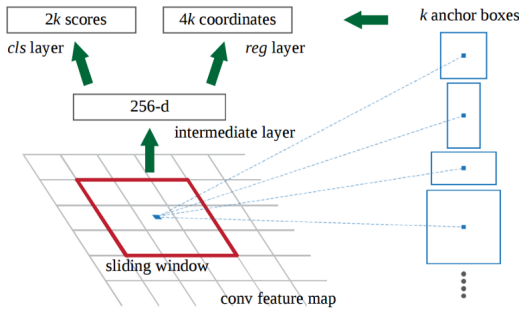 2k scores
4k coordinates
k anchor boxes
cls layer
reg layer
256-d
intermediate layer
sliding window
conv feature map